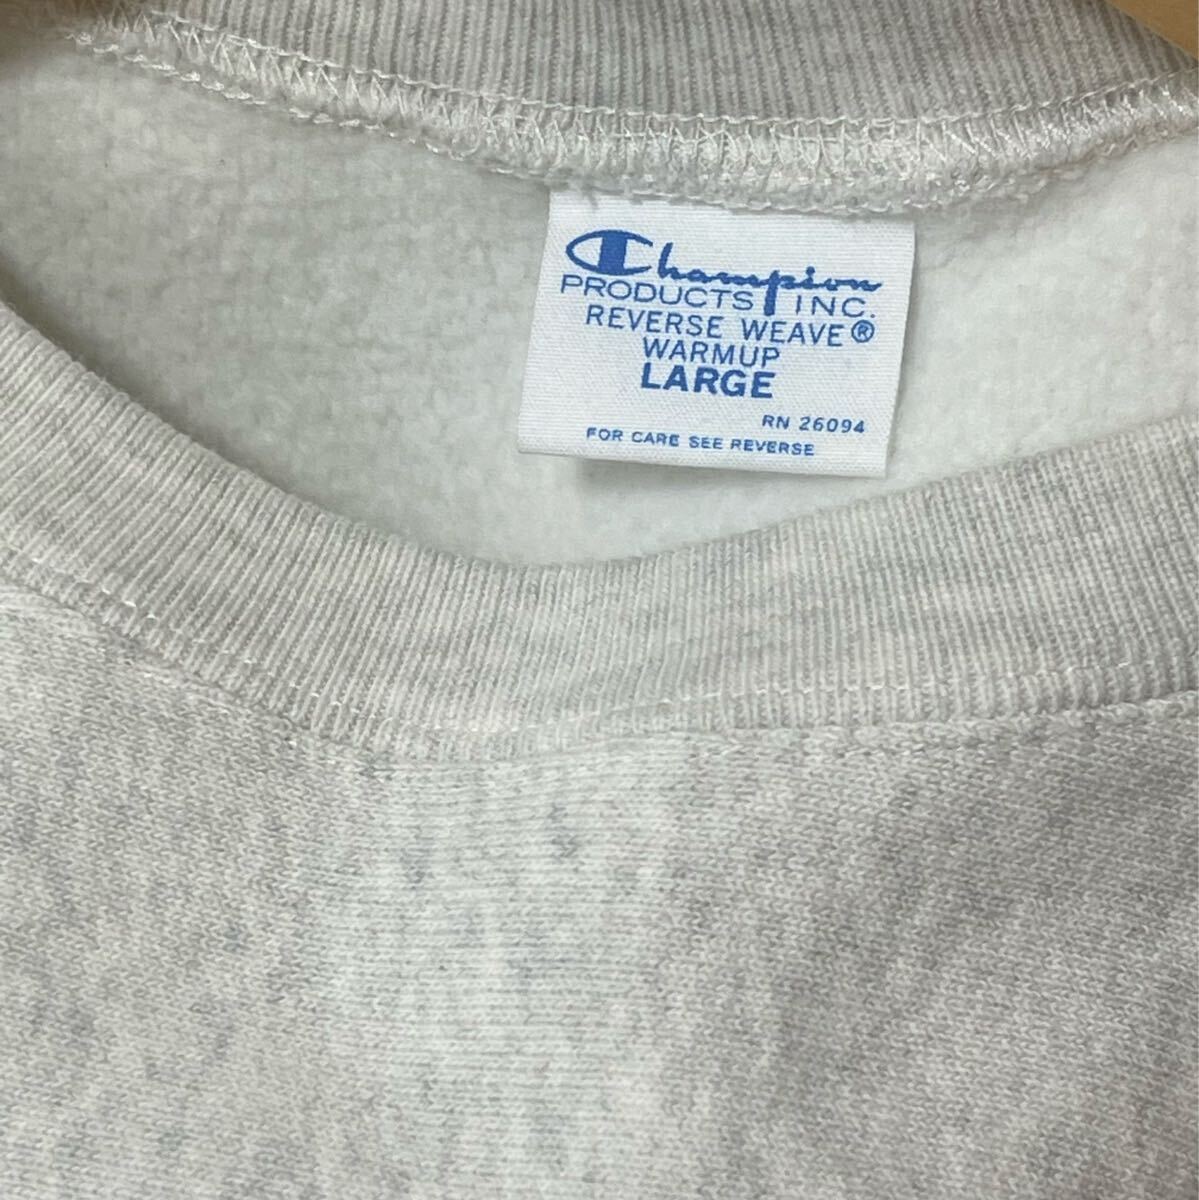 Champion
PRODUCTS INC.
REVERSE WEAVE®
WARMUP
LARGE
RN 26094
FOR CARE SEE REVERSE